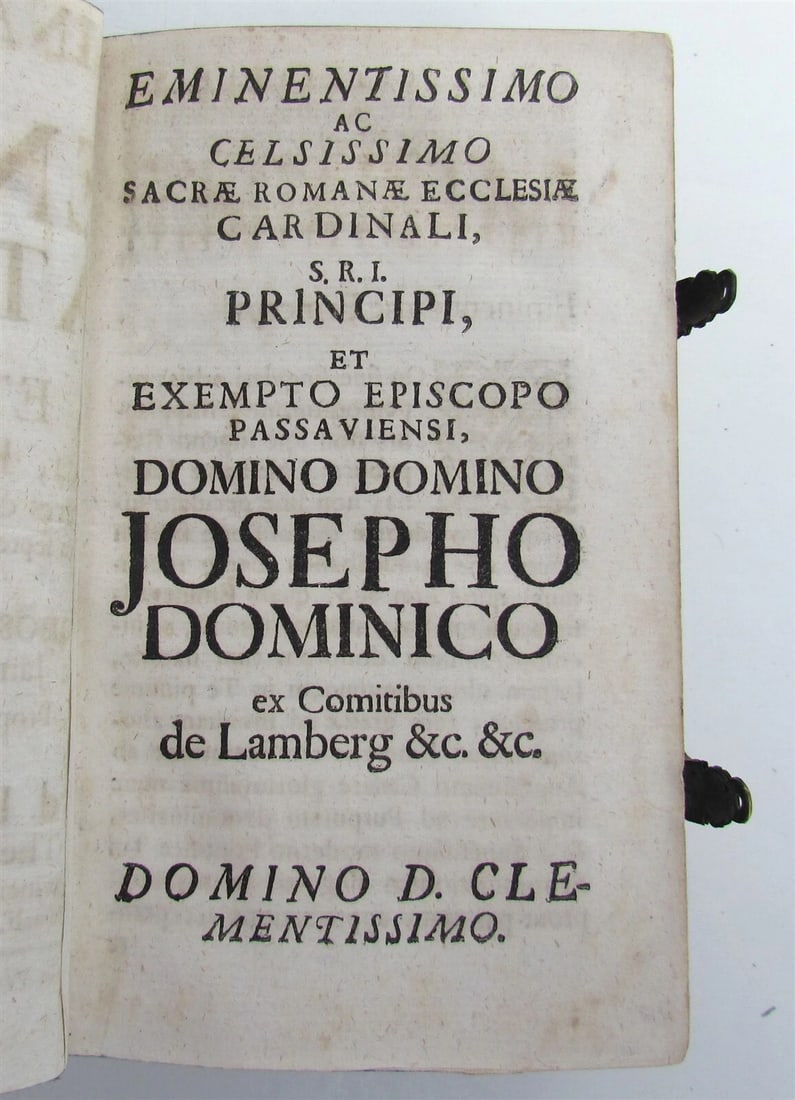 EMINENTISSIMO
AC
CELSISSIMO
SACRÆ ROMANÆ ECCLESIÆ
CARDINALI,
S. R. I.
PRINCIPI,
ET
EXEMPTO EPISCOPO
PASSAVIENSI,
DOMINO DOMINO
JOSEPHO
DOMINICO
ex Comitibus
de Lamberg &c. &c.
DOMINO D. CLE-
MENTISSIMO.